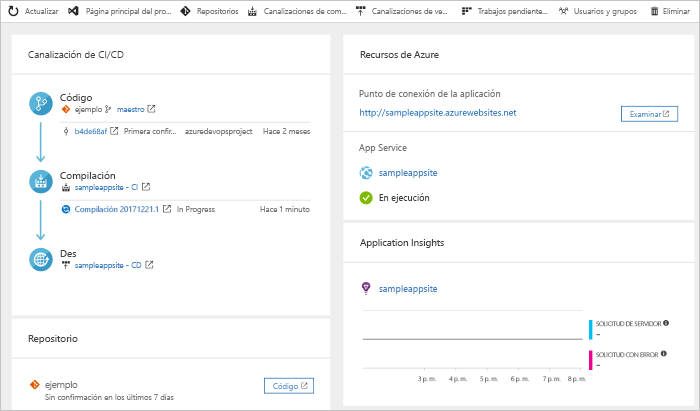 Actualizar Página principal del pro... Repositorios Canalizaciones de com... Canalizaciones de ve... Trabajos pendiente... Usuarios y grupos Eliminar
Canalización de CI/CD
Código
ejemplo maestro
b4de68af Primera confir... azuredevopsproject Hace 2 meses
Compilación
sampleappsite - CI
Compilación 20171221.1 In Progress Hace 1 minuto
Des
sampleappsite - CD
Repositorio
ejemplo
Sin confirmación en los últimos 7 días
Código
Recursos de Azure
Punto de conexión de la aplicación
http://sampleappsite.azurewebsites.net
Examinar
App Service
sampleappsite
En ejecución
Application Insights
sampleappsite
SOLICITUD DE SERVIDOR
--
SOLICITUD CON ERROR
--
3 p. m. 4 p. m. 5 p. m. 6 p. m. 7 p. m. 8 p. m.